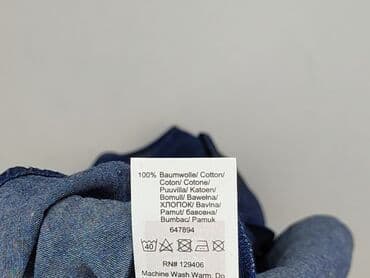 100% Baumwolle/ Cotton/
Coton/ Cotone/
Puuvilla/ Katoen/
Bomull/ Bawełna/
ХЛОПОК/ Bavlna/
Pamut/ бавовна/
Bumbac/ Pamuk
647894
40
RN# 129406
Machine Wash Warm: Do